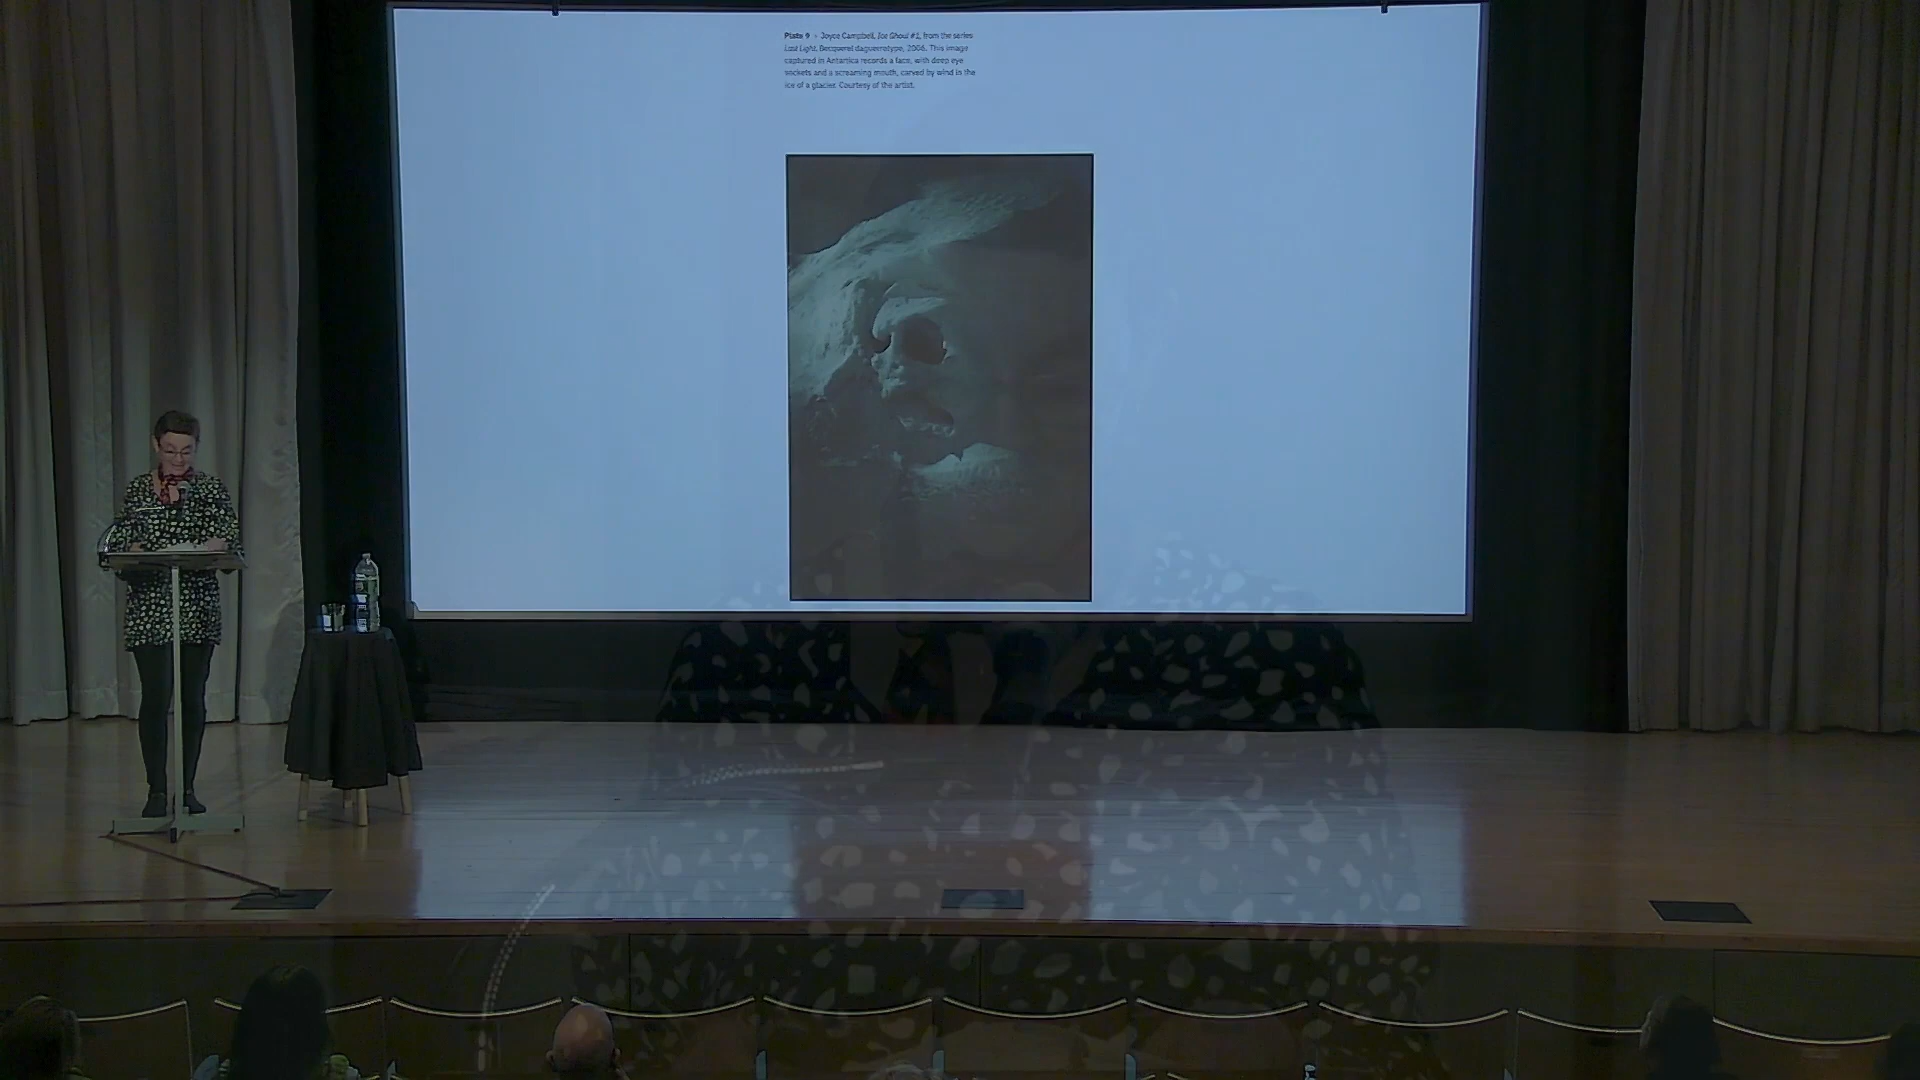 Plate 9 • Joyce Campbell, Ice Ghoul #1, from the series
Last Light. Becquerel daguerreotype, 2006. This image
captured in Antartica records a face, with deep eye
sockets and a screaming mouth, carved by wind in the
ice of a glacier. Courtesy of the artist.